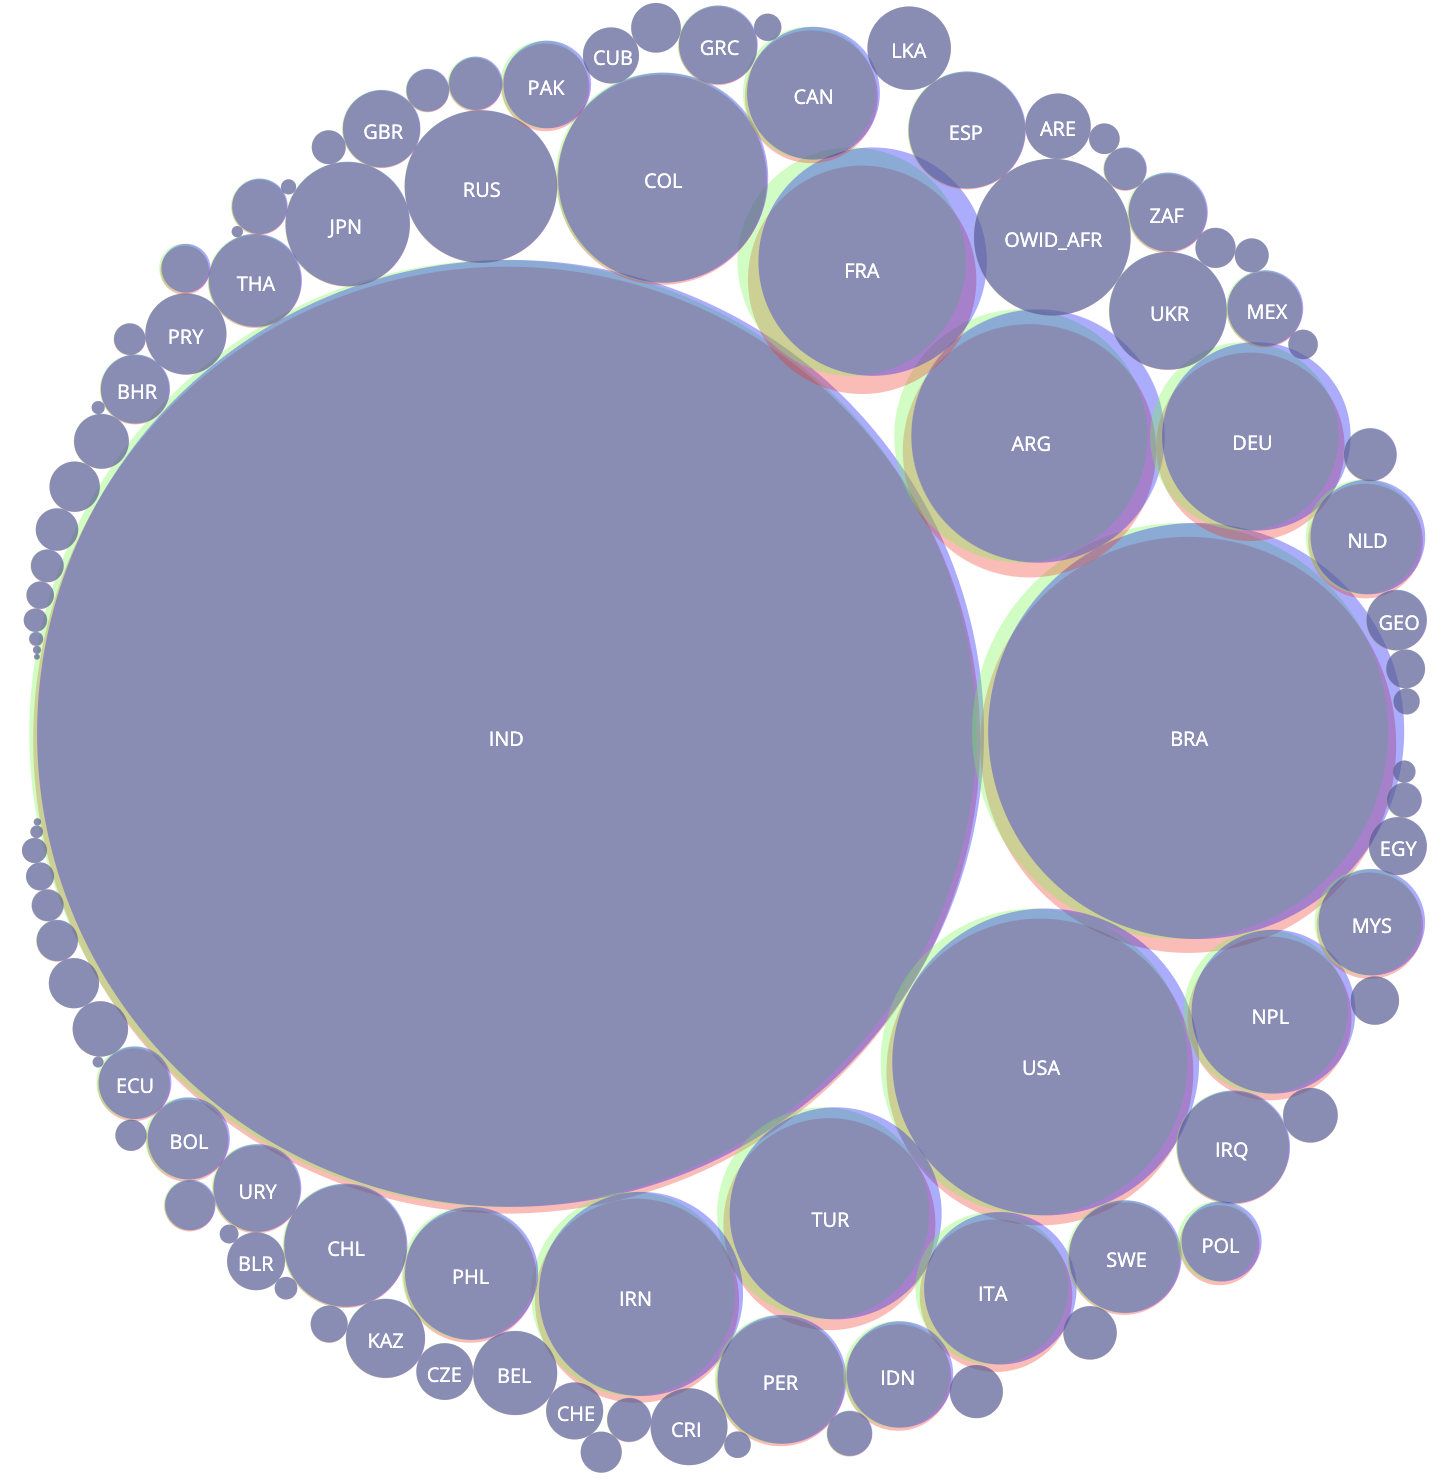 GRC
LKA
CUB
PAK
CAN
ARE
GBR
ESP
COL
RUS
ZAF
JPN
OWID_AFR
FRA
THA
MEX
UKR
PRY
BHR
DEU
ARG
NLD
GEO
IND
BRA
EGY
MYS
NPL
USA
ECU
BOL
IRQ
URY
TUR
POL
CHL
SWE
BLR
PHL
ITA
IRN
KAZ
CZE
BEL
IDN
PER
CHE
CRI